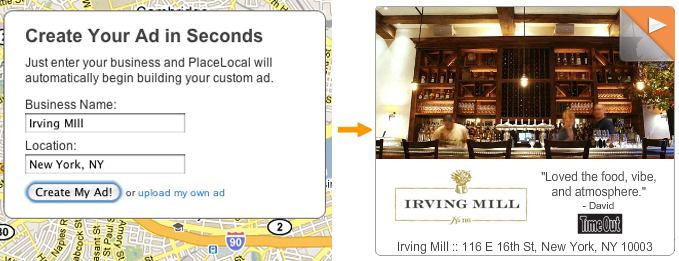 Create Your Ad in Seconds
Just enter your business and PlaceLocal will
automatically begin building your custom ad.
Business Name:
Irving MIll
Location:
New York, NY
Create My Ad!
or upload my own ad
2
90
IRVING MILL
"Loved the food, vibe,
and atmosphere."
- David
TimeOut
Irving Mill :: 116 E 16th St, New York, NY 10003